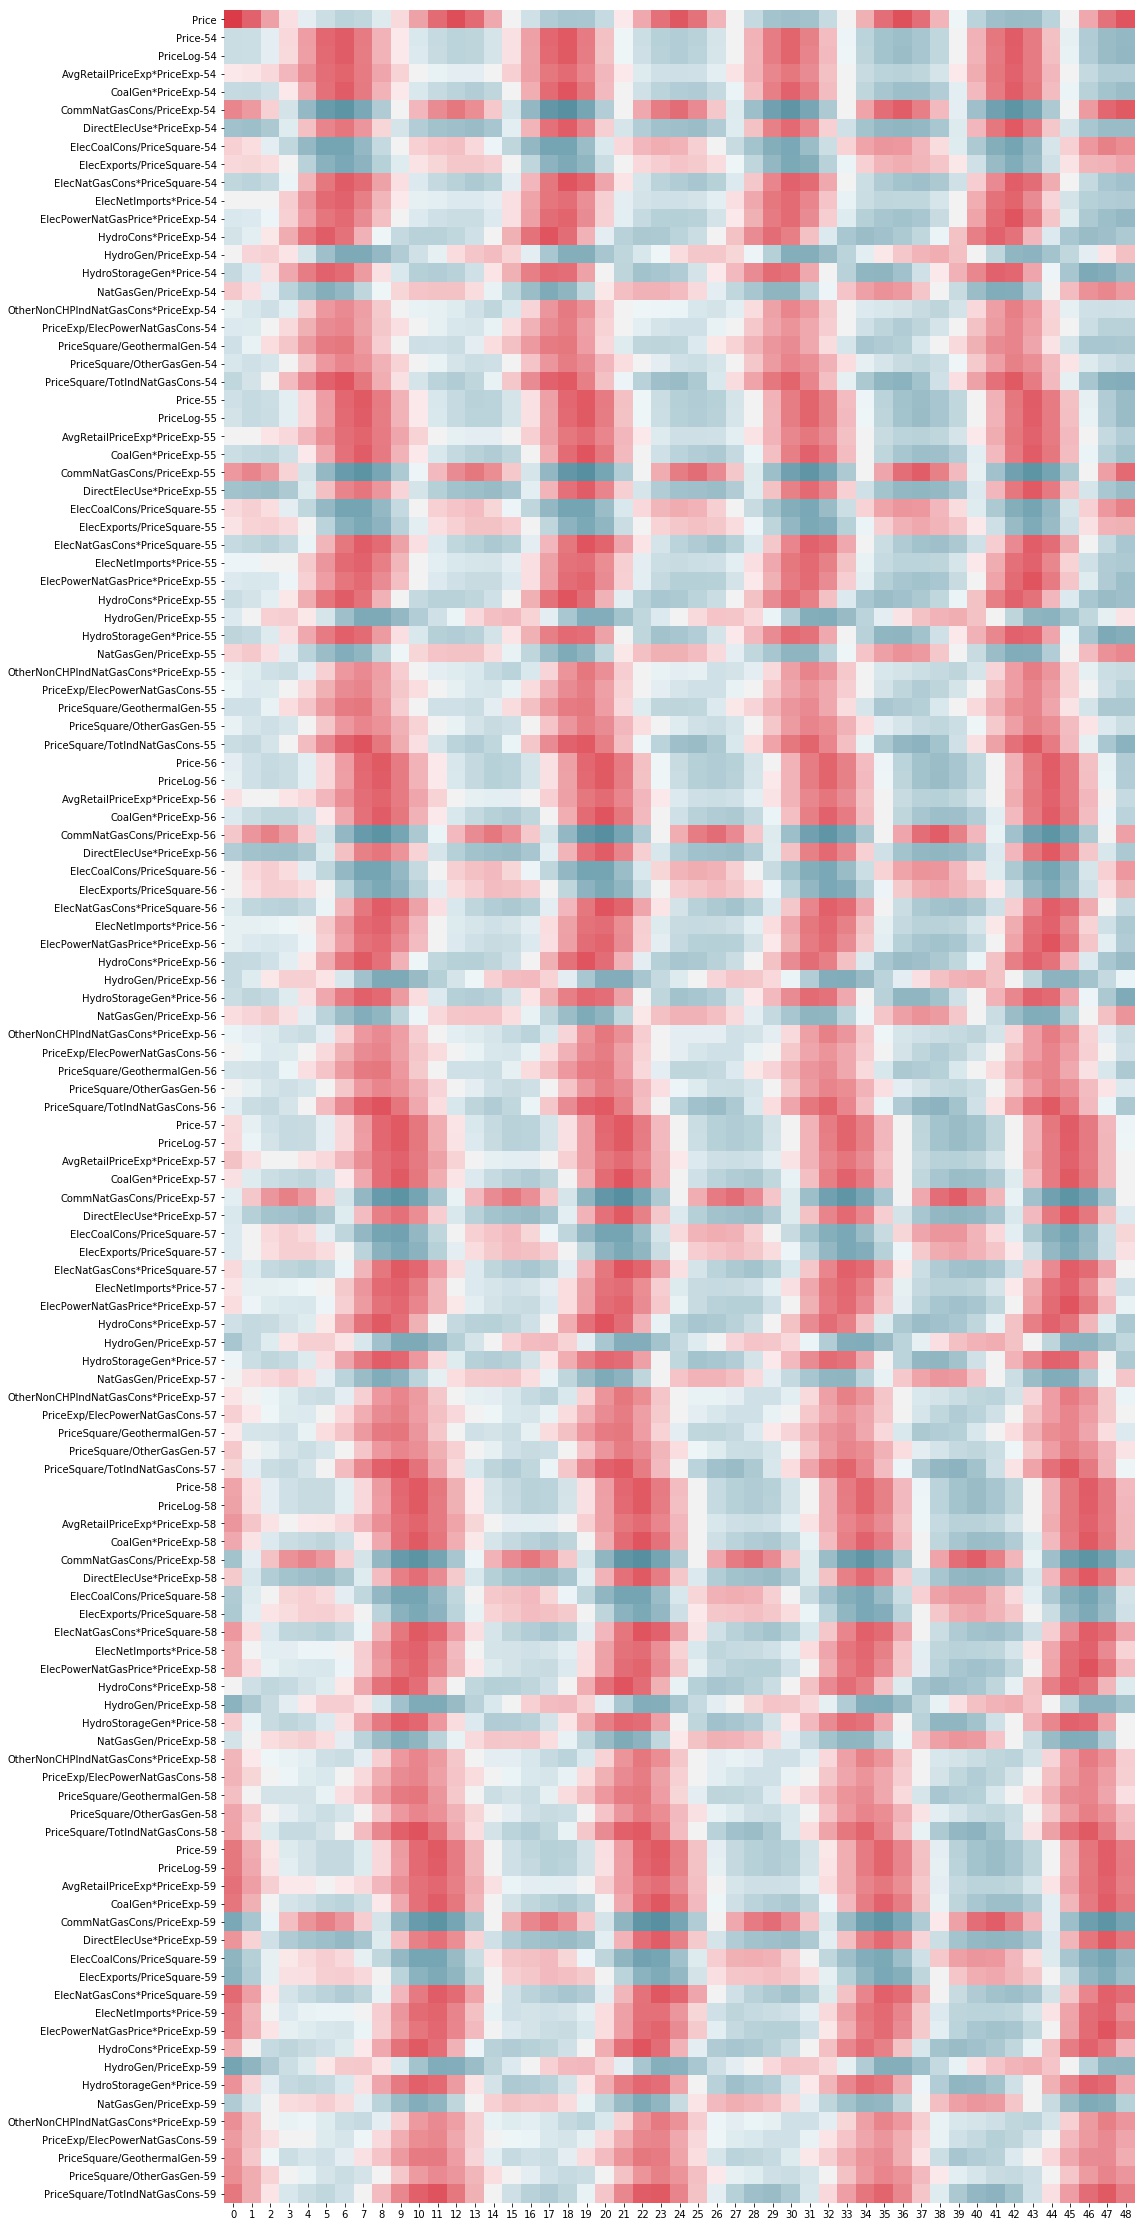 Price
Price-54
PriceLog-54
AvgRetailPriceExp*PriceExp-54
CoalGen*PriceExp-54
CommNatGasCons/PriceExp-54
DirectElecUse*PriceExp-54
ElecCoalCons/PriceSquare-54
ElecExports/PriceSquare-54
ElecNatGasCons*PriceSquare-54
ElecNetImports*Price-54
ElecPowerNatGasPrice*PriceExp-54
HydroCons*PriceExp-54
HydroGen/PriceExp-54
HydroStorageGen*Price-54
NatGasGen/PriceExp-54
OtherNonCHPIndNatGasCons*PriceExp-54
PriceExp/ElecPowerNatGasCons-54
PriceSquare/GeothermalGen-54
PriceSquare/OtherGasGen-54
PriceSquare/TotIndNatGasCons-54
Price-55
PriceLog-55
AvgRetailPriceExp*PriceExp-55
CoalGen*PriceExp-55
CommNatGasCons/PriceExp-55
DirectElecUse*PriceExp-55
ElecCoalCons/PriceSquare-55
ElecExports/PriceSquare-55
ElecNatGasCons*PriceSquare-55
ElecNetImports*Price-55
ElecPowerNatGasPrice*PriceExp-55
HydroCons*PriceExp-55
HydroGen/PriceExp-55
HydroStorageGen*Price-55
NatGasGen/PriceExp-55
OtherNonCHPIndNatGasCons*PriceExp-55
PriceExp/ElecPowerNatGasCons-55
PriceSquare/GeothermalGen-55
PriceSquare/OtherGasGen-55
PriceSquare/TotIndNatGasCons-55
Price-56
PriceLog-56
AvgRetailPriceExp*PriceExp-56
CoalGen*PriceExp-56
CommNatGasCons/PriceExp-56
DirectElecUse*PriceExp-56
ElecCoalCons/PriceSquare-56
ElecExports/PriceSquare-56
ElecNatGasCons*PriceSquare-56
ElecNetImports*Price-56
ElecPowerNatGasPrice*PriceExp-56
HydroCons*PriceExp-56
HydroGen/PriceExp-56
HydroStorageGen*Price-56
NatGasGen/PriceExp-56
OtherNonCHPIndNatGasCons*PriceExp-56
PriceExp/ElecPowerNatGasCons-56
PriceSquare/GeothermalGen-56
PriceSquare/OtherGasGen-56
PriceSquare/TotIndNatGasCons-56
Price-57
PriceLog-57
AvgRetailPriceExp*PriceExp-57
CoalGen*PriceExp-57
CommNatGasCons/PriceExp-57
DirectElecUse*PriceExp-57
ElecCoalCons/PriceSquare-57
ElecExports/PriceSquare-57
ElecNatGasCons*PriceSquare-57
ElecNetImports*Price-57
ElecPowerNatGasPrice*PriceExp-57
HydroCons*PriceExp-57
HydroGen/PriceExp-57
HydroStorageGen*Price-57
NatGasGen/PriceExp-57
OtherNonCHPIndNatGasCons*PriceExp-57
PriceExp/ElecPowerNatGasCons-57
PriceSquare/GeothermalGen-57
PriceSquare/OtherGasGen-57
PriceSquare/TotIndNatGasCons-57
Price-58
PriceLog-58
AvgRetailPriceExp*PriceExp-58
CoalGen*PriceExp-58
CommNatGasCons/PriceExp-58
DirectElecUse*PriceExp-58
ElecCoalCons/PriceSquare-58
ElecExports/PriceSquare-58
ElecNatGasCons*PriceSquare-58
ElecNetImports*Price-58
ElecPowerNatGasPrice*PriceExp-58
HydroCons*PriceExp-58
HydroGen/PriceExp-58
HydroStorageGen*Price-58
NatGasGen/PriceExp-58
OtherNonCHPIndNatGasCons*PriceExp-58
PriceExp/ElecPowerNatGasCons-58
PriceSquare/GeothermalGen-58
PriceSquare/OtherGasGen-58
PriceSquare/TotIndNatGasCons-58
Price-59
PriceLog-59
AvgRetailPriceExp*PriceExp-59
CoalGen*PriceExp-59
CommNatGasCons/PriceExp-59
DirectElecUse*PriceExp-59
ElecCoalCons/PriceSquare-59
ElecExports/PriceSquare-59
ElecNatGasCons*PriceSquare-59
ElecNetImports*Price-59
ElecPowerNatGasPrice*PriceExp-59
HydroCons*PriceExp-59
HydroGen/PriceExp-59
HydroStorageGen*Price-59
NatGasGen/PriceExp-59
OtherNonCHPIndNatGasCons*PriceExp-59
PriceExp/ElecPowerNatGasCons-59
PriceSquare/GeothermalGen-59
PriceSquare/OtherGasGen-59
PriceSquare/TotIndNatGasCons-59
0 1 2 3 4 5 6 7 8 9 10 11 12 13 14 15 16 17 18 19 20 21 22 23 24 25 26 27 28 29 30 31 32 33 34 35 36 37 38 39 40 41 42 43 44 45 46 47 48